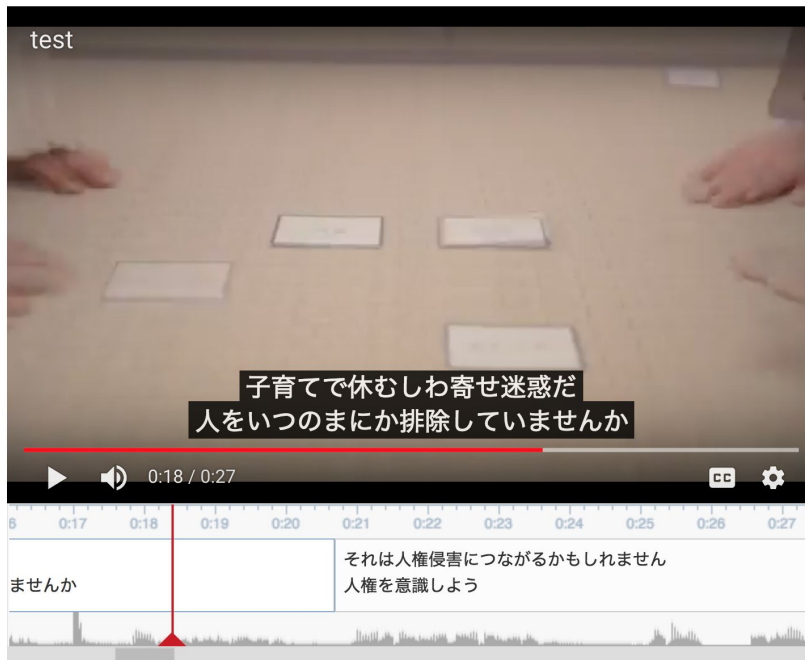 test
子育てで休むしわ寄せ迷惑だ
人をいつのまにか排除していませんか
0:18 / 0:27
CC
6 0:17 0:18 0:19 0:20 0:21 0:22 0:23 0:24 0:25 0:26 0:27
ませんか
それは人権侵害につながるかもしれません
人権を意識しよう